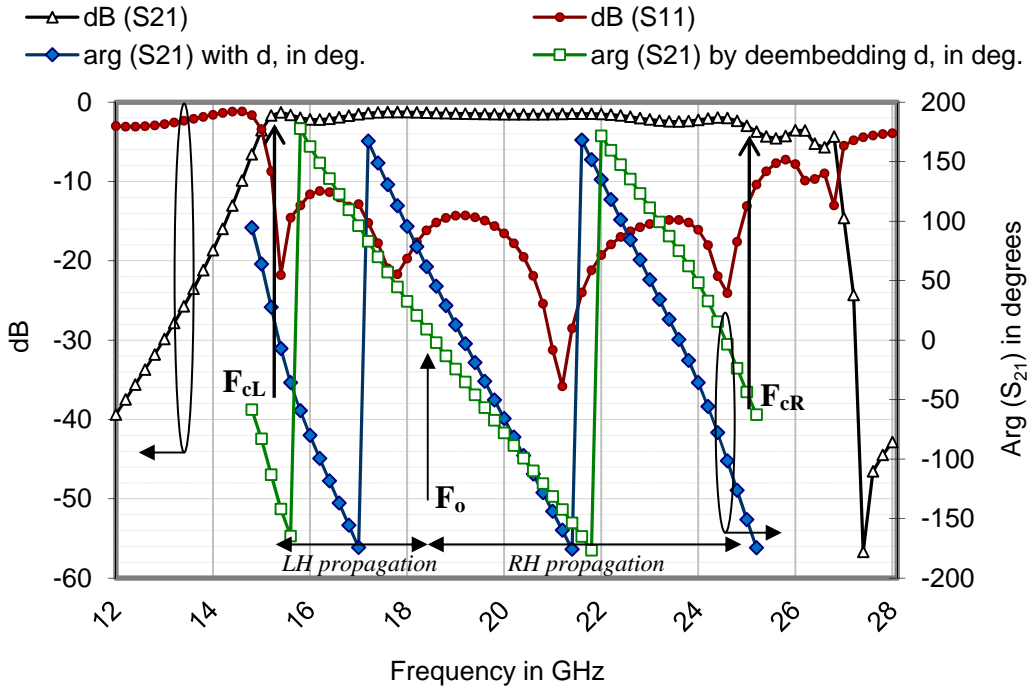 dB (S21)
dB (S11)
arg (S21) with d, in deg.
arg (S21) by deembedding d, in deg.
0
-10
-20
-30
-40
-50
-60
dB
200
150
100
50
0
-50
-100
-150
-200
Arg (S21) in degrees
FcL
Fo
FcR
LH propagation
RH propagation
12
14
16
18
20
22
24
26
28
Frequency in GHz